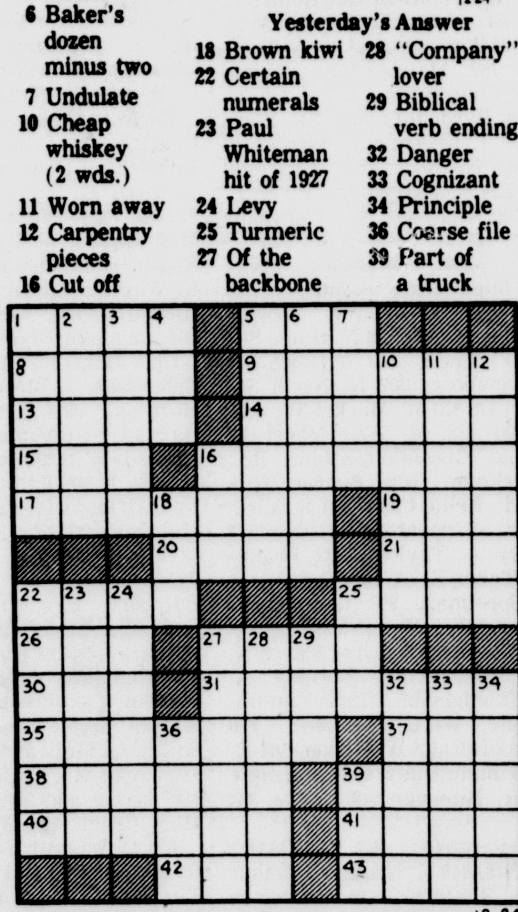 6 Baker's
dozen
minus two
7 Undulate
10 Cheap
whiskey
(2 wds.)
11 Worn away
12 Carpentry
pieces
16 Cut off
Yesterday's Answer
18 Brown kiwi
22 Certain
numerals
23 Paul
Whiteman
hit of 1927
24 Levy
25 Turmeric
27 Of the
backbone
28 "Company"
lover
29 Biblical
verb ending
32 Danger
33 Cognizant
34 Principle
36 Coarse file
39 Part of
a truck
1 2 3 4 5 6 7
8 9 10 11 12
13 14
15 16
17 18 19
20 21
22 23 24 25
26 27 28 29
30 31 32 33 34
35 36 37
38 39
40 41
42 43